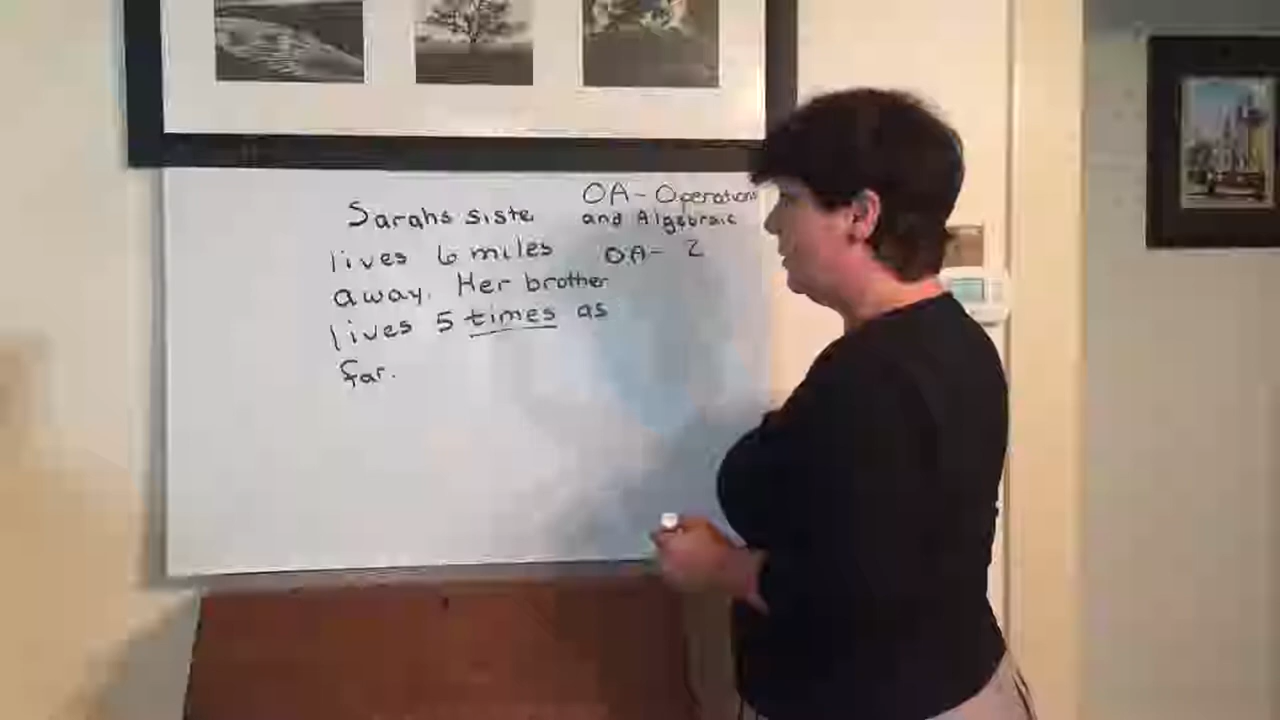 Sarahs siste
lives 6 miles
away. Her brother
lives 5 times as
far.
OA - Operations
and Algebraic
OA- 2